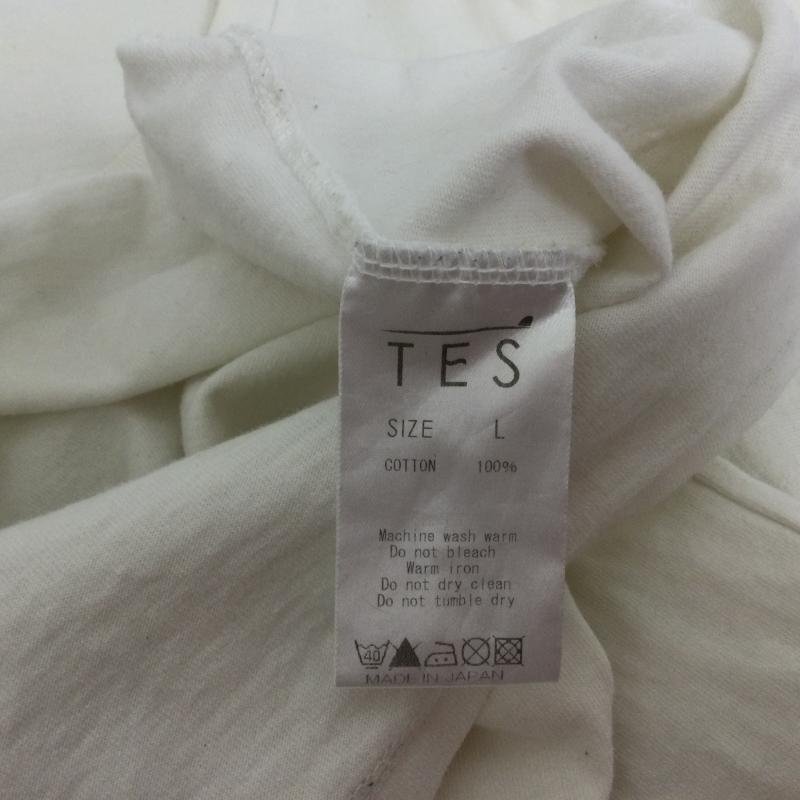 TES
SIZE L
COTTON 100%
Machine wash warm
Do not bleach
Warm iron
Do not dry clean
Do not tumble dry
40
MADE IN JAPAN